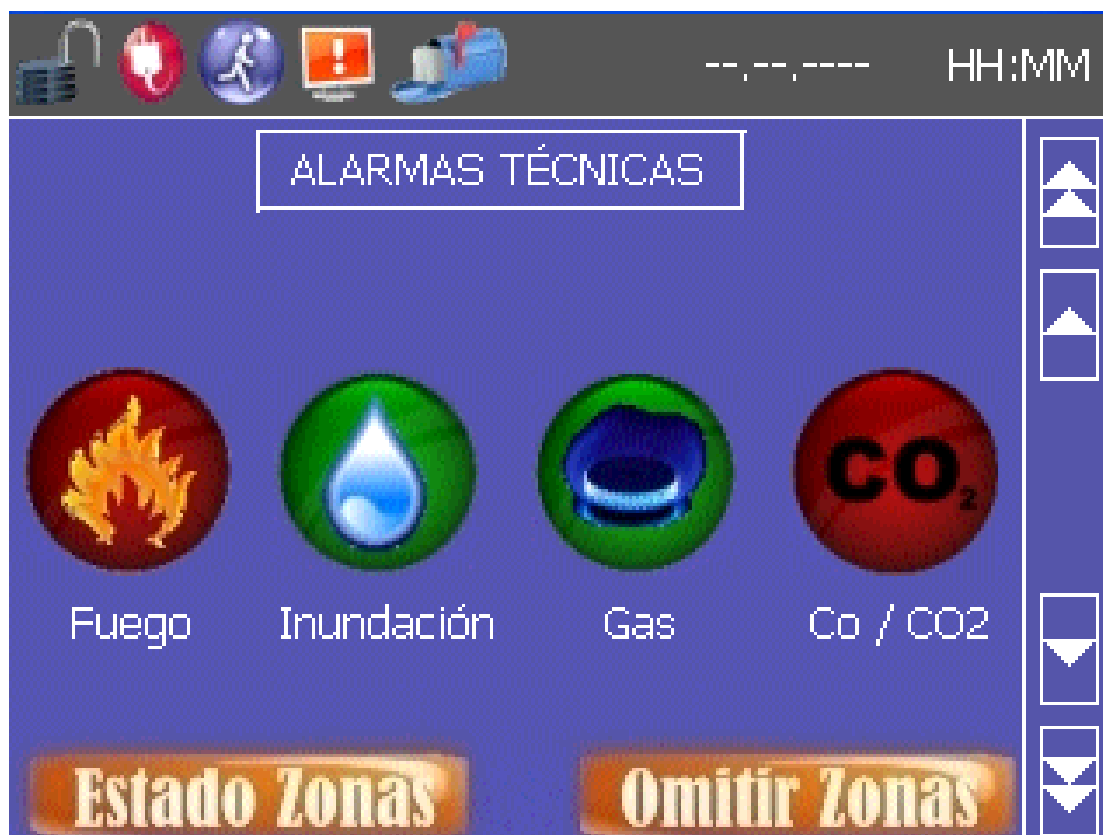 --.--.---- HH:MM
ALARMAS TÉCNICAS
CO₂
Fuego Inundación Gas Co / CO2
Estado Zonas Omitir Zonas